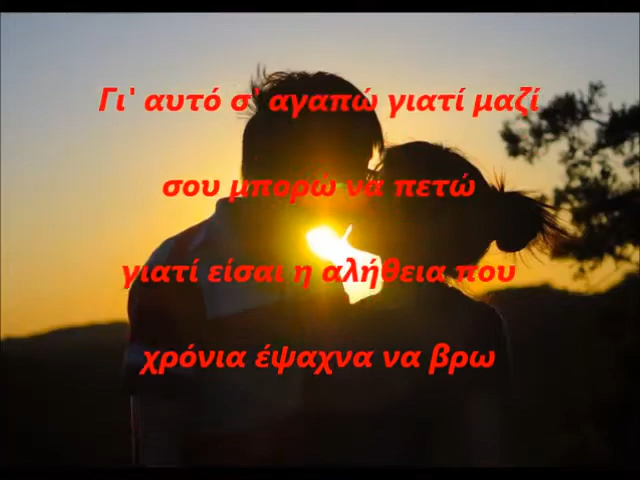 Γι' αυτό σ' αγαπώ γιατί μαζί
σου μπορώ να πετώ
γιατί είσαι η αλήθεια που
χρόνια έψαχνα να βρω